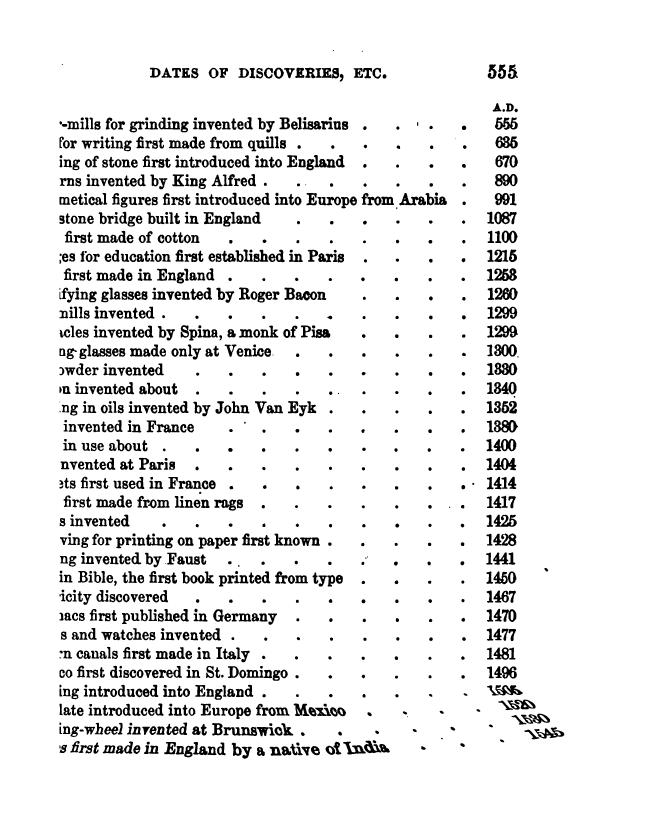 DATES OF DISCOVERIES, ETC. 555
A.D.
-mills for grinding invented by Belisarius . . . . 555
for writing first made from quills . . . . . . 635
ing of stone first introduced into England . . . . 670
rns invented by King Alfred . . . . . . . 890
metical figures first introduced into Europe from Arabia . 991
stone bridge built in England . . . . . . 1087
first made of cotton . . . . . . . . 1100
es for education first established in Paris . . . . 1215
first made in England . . . . . . . . 1253
ifying glasses invented by Roger Bacon . . . . 1260
nills invented . . . . . . . . . . 1299
cles invented by Spina, a monk of Pisa . . . . 1299
ng-glasses made only at Venice . . . . . . 1300
owder invented . . . . . . . . . 1330
n invented about . . . . . . . . . 1340
ng in oils invented by John Van Eyk . . . . . 1352
invented in France . . . . . . . . 1380
in use about . . . . . . . . . . 1400
nvented at Paris . . . . . . . . . 1404
ets first used in France . . . . . . . . 1414
first made from linen rags . . . . . . . 1417
s invented . . . . . . . . . . 1425
ving for printing on paper first known . . . . . 1428
ng invented by Faust . . . . . . . . 1441
in Bible, the first book printed from type . . . . 1450
icity discovered . . . . . . . . . 1467
nacs first published in Germany . . . . . . 1470
s and watches invented . . . . . . . . 1477
rn canals first made in Italy . . . . . . . . 1481
co first discovered in St. Domingo . . . . . . 1496
ing introduced into England . . . . . . . 1506
late introduced into Europe from Mexico . . . . 1520
ing-wheel invented at Brunswick . . . . . . 1530
s first made in England by a native of India . . . 1545